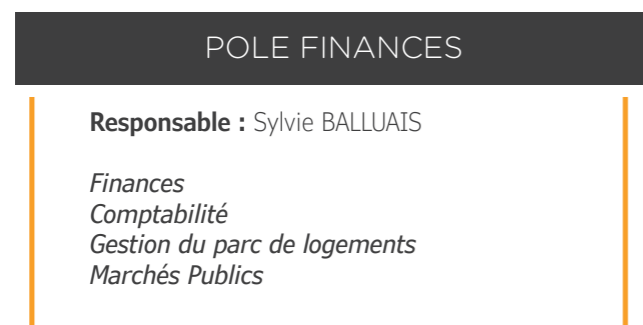 POLE FINANCES
Responsable : Sylvie BALLUAIS
Finances
Comptabilité
Gestion du parc de logements
Marchés Publics